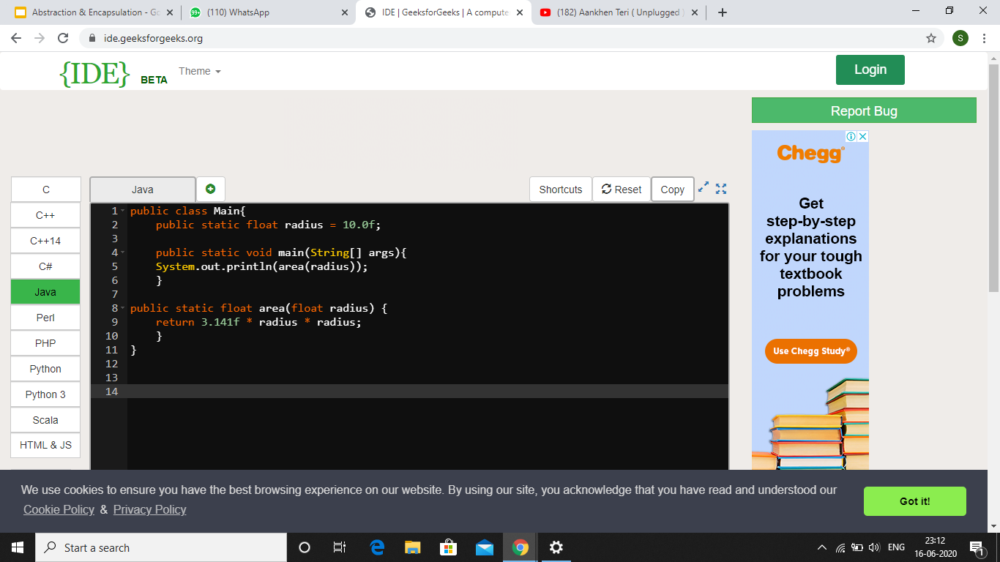 Abstraction & Encapsulation - Go
99+ (110) WhatsApp
IDE | GeeksforGeeks | A compute
(182) Aankhen Teri ( Unplugged )
ide.geeksforgeeks.org
S
{IDE} BETA
Theme
Login
Report Bug
Chegg®
Get
step-by-step
explanations
for your tough
textbook
problems
Use Chegg Study®
C
C++
C++14
C#
Java
Perl
PHP
Python
Python 3
Scala
HTML & JS
Java
Shortcuts
Reset
Copy
1 public class Main{
2 public static float radius = 10.0f;
3
4 public static void main(String[] args){
5 System.out.println(area(radius));
6 }
7
8 public static float area(float radius) {
9 return 3.141f * radius * radius;
10 }
11 }
12
13
14
We use cookies to ensure you have the best browsing experience on our website. By using our site, you acknowledge that you have read and understood our
Cookie Policy & Privacy Policy
Got it!
Start a search
ENG
23:12
16-06-2020
1